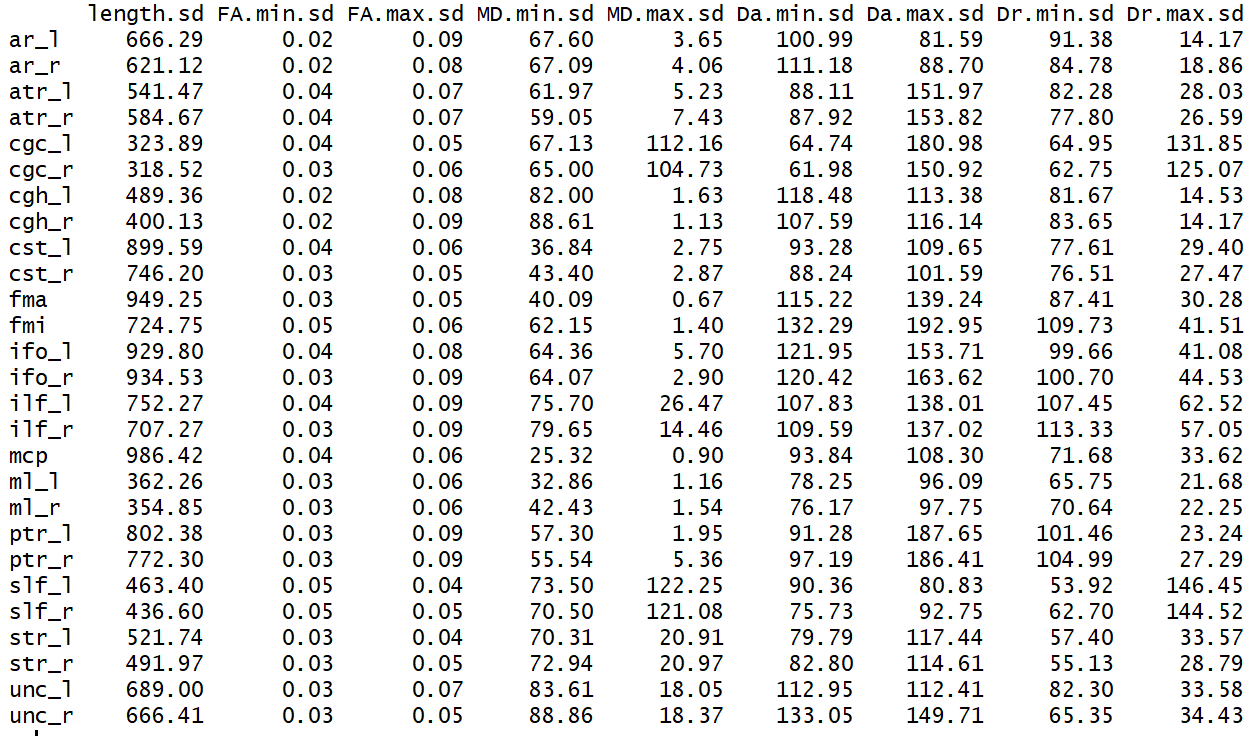 length.sd FA.min.sd FA.max.sd MD.min.sd MD.max.sd Da.min.sd Da.max.sd Dr.min.sd Dr.max.sd
ar_l 666.29 0.02 0.09 67.60 3.65 100.99 81.59 91.38 14.17
ar_r 621.12 0.02 0.08 67.09 4.06 111.18 88.70 84.78 18.86
atr_l 541.47 0.04 0.07 61.97 5.23 88.11 151.97 82.28 28.03
atr_r 584.67 0.04 0.07 59.05 7.43 87.92 153.82 77.80 26.59
cgc_l 323.89 0.04 0.05 67.13 112.16 64.74 180.98 64.95 131.85
cgc_r 318.52 0.03 0.06 65.00 104.73 61.98 150.92 62.75 125.07
cgh_l 489.36 0.02 0.08 82.00 1.63 118.48 113.38 81.67 14.53
cgh_r 400.13 0.02 0.09 88.61 1.13 107.59 116.14 83.65 14.17
cst_l 899.59 0.04 0.06 36.84 2.75 93.28 109.65 77.61 29.40
cst_r 746.20 0.03 0.05 43.40 2.87 88.24 101.59 76.51 27.47
fma 949.25 0.03 0.05 40.09 0.67 115.22 139.24 87.41 30.28
fmi 724.75 0.05 0.06 62.15 1.40 132.29 192.95 109.73 41.51
ifo_l 929.80 0.04 0.08 64.36 5.70 121.95 153.71 99.66 41.08
ifo_r 934.53 0.03 0.09 64.07 2.90 120.42 163.62 100.70 44.53
ilf_l 752.27 0.04 0.09 75.70 26.47 107.83 138.01 107.45 62.52
ilf_r 707.27 0.03 0.09 79.65 14.46 109.59 137.02 113.33 57.05
mcp 986.42 0.04 0.06 25.32 0.90 93.84 108.30 71.68 33.62
ml_l 362.26 0.03 0.06 32.86 1.16 78.25 96.09 65.75 21.68
ml_r 354.85 0.03 0.06 42.43 1.54 76.17 97.75 70.64 22.25
ptr_l 802.38 0.03 0.09 57.30 1.95 91.28 187.65 101.46 23.24
ptr_r 772.30 0.03 0.09 55.54 5.36 97.19 186.41 104.99 27.29
slf_l 463.40 0.05 0.04 73.50 122.25 90.36 80.83 53.92 146.45
slf_r 436.60 0.05 0.05 70.50 121.08 75.73 92.75 62.70 144.52
str_l 521.74 0.03 0.04 70.31 20.91 79.79 117.44 57.40 33.57
str_r 491.97 0.03 0.05 72.94 20.97 82.80 114.61 55.13 28.79
unc_l 689.00 0.03 0.07 83.61 18.05 112.95 112.41 82.30 33.58
unc_r 666.41 0.03 0.05 88.86 18.37 133.05 149.71 65.35 34.43